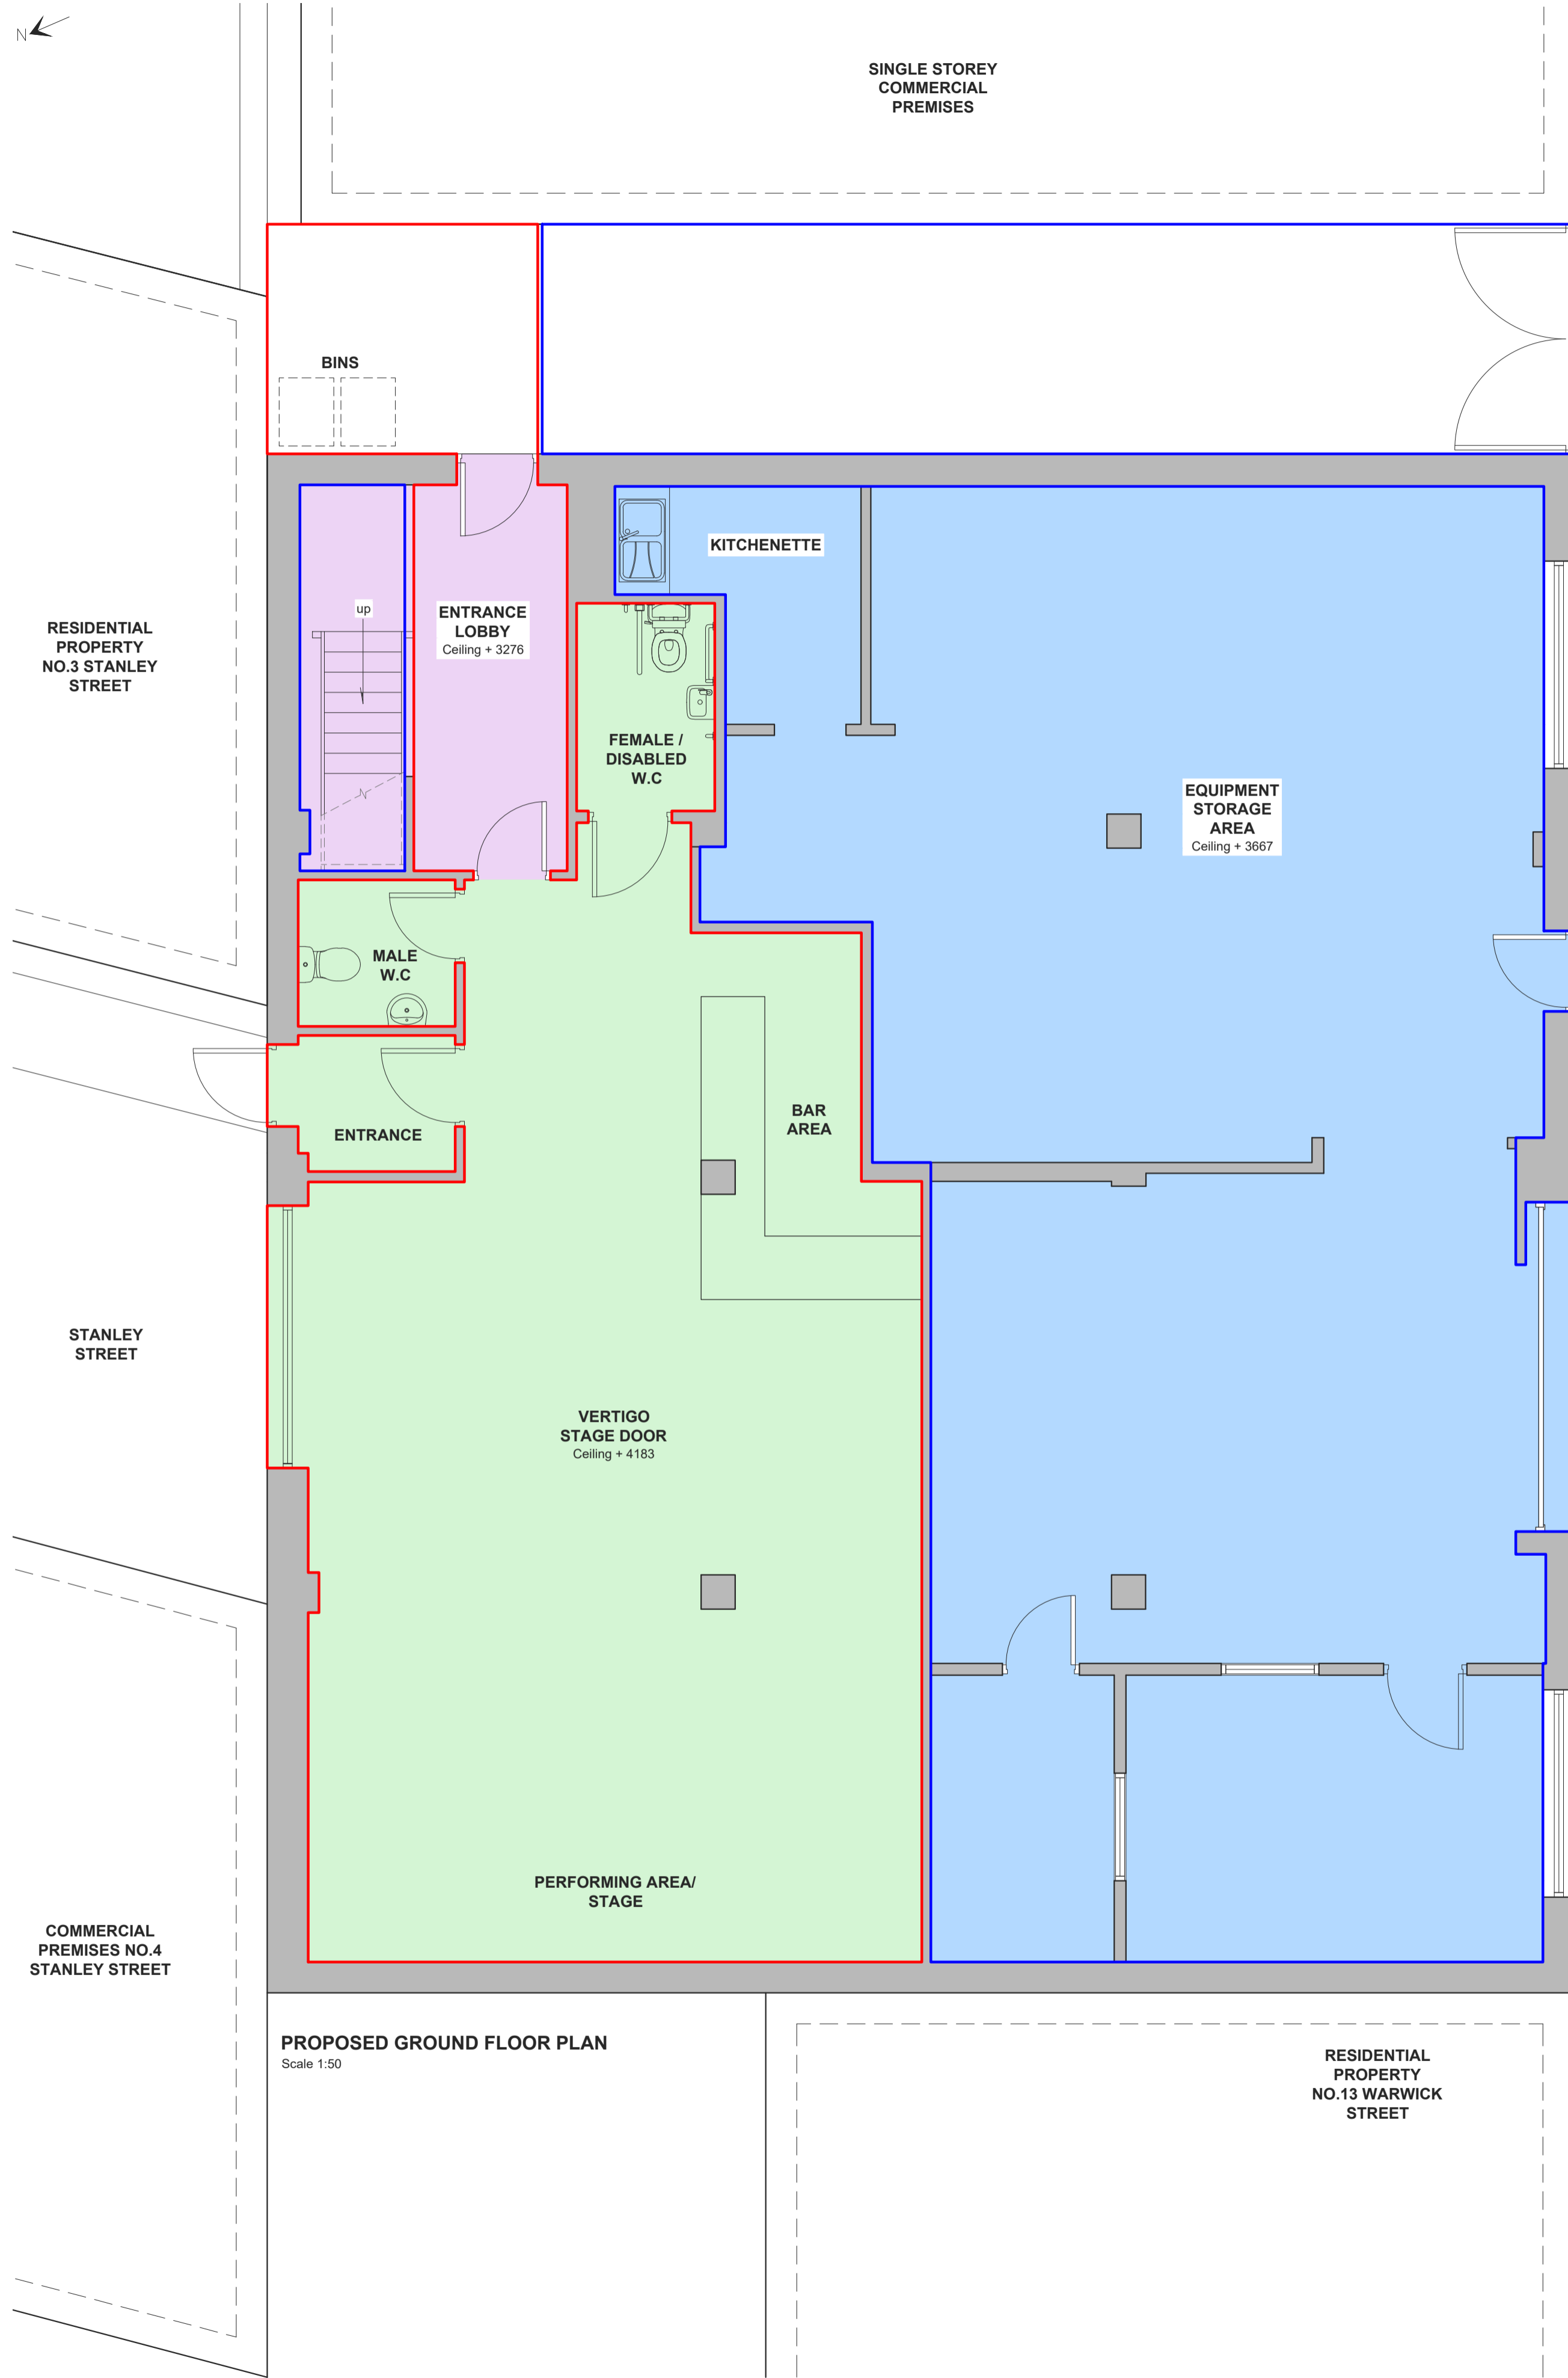 N
SINGLE STOREY
COMMERCIAL
PREMISES
BINS
KITCHENETTE
up
ENTRANCE
LOBBY
Ceiling + 3276
RESIDENTIAL
PROPERTY
NO.3 STANLEY
STREET
FEMALE /
DISABLED
W.C
EQUIPMENT
STORAGE
AREA
Ceiling + 3667
MALE
W.C
BAR
AREA
ENTRANCE
STANLEY
STREET
VERTIGO
STAGE DOOR
Ceiling + 4183
PERFORMING AREA/
STAGE
COMMERCIAL
PREMISES NO.4
STANLEY STREET
PROPOSED GROUND FLOOR PLAN
Scale 1:50
RESIDENTIAL
PROPERTY
NO.13 WARWICK
STREET